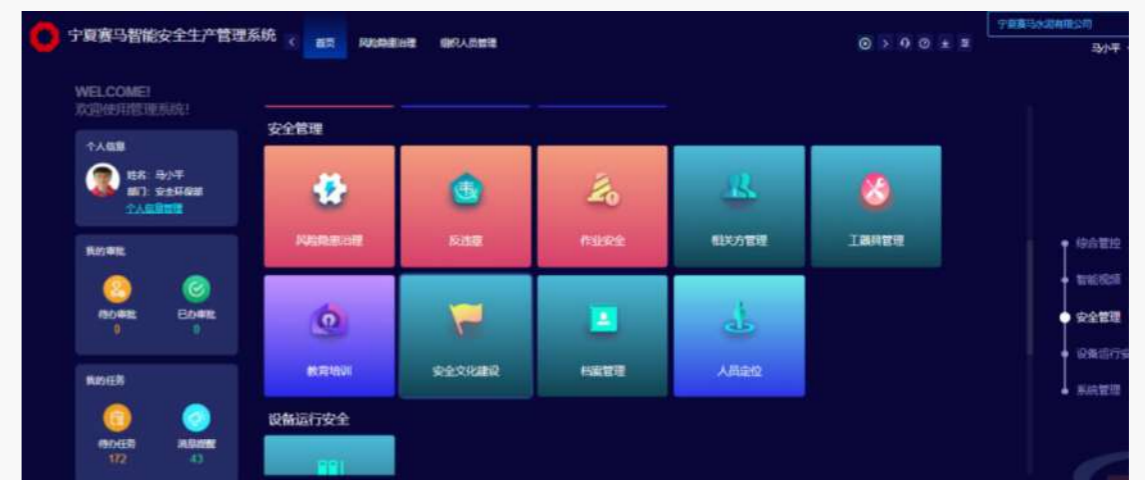 宁夏赛马智能安全生产管理系统
首页
风险隐患治理
组织人员管理
宁夏赛马水泥有限公司
马小平
WELCOME!
欢迎使用管理系统!
个人信息
姓名: 马小平
部门: 安全环保部
个人信息管理
我的审批
待办审批
0
已办审批
0
我的任务
待办任务
172
消息提醒
43
安全管理
风险隐患治理
反违章
作业安全
相关方管理
工器具管理
教育培训
安全文化建设
档案管理
人员定位
设备运行安全
综合管控
智能视频
安全管理
设备运行安
系统管理